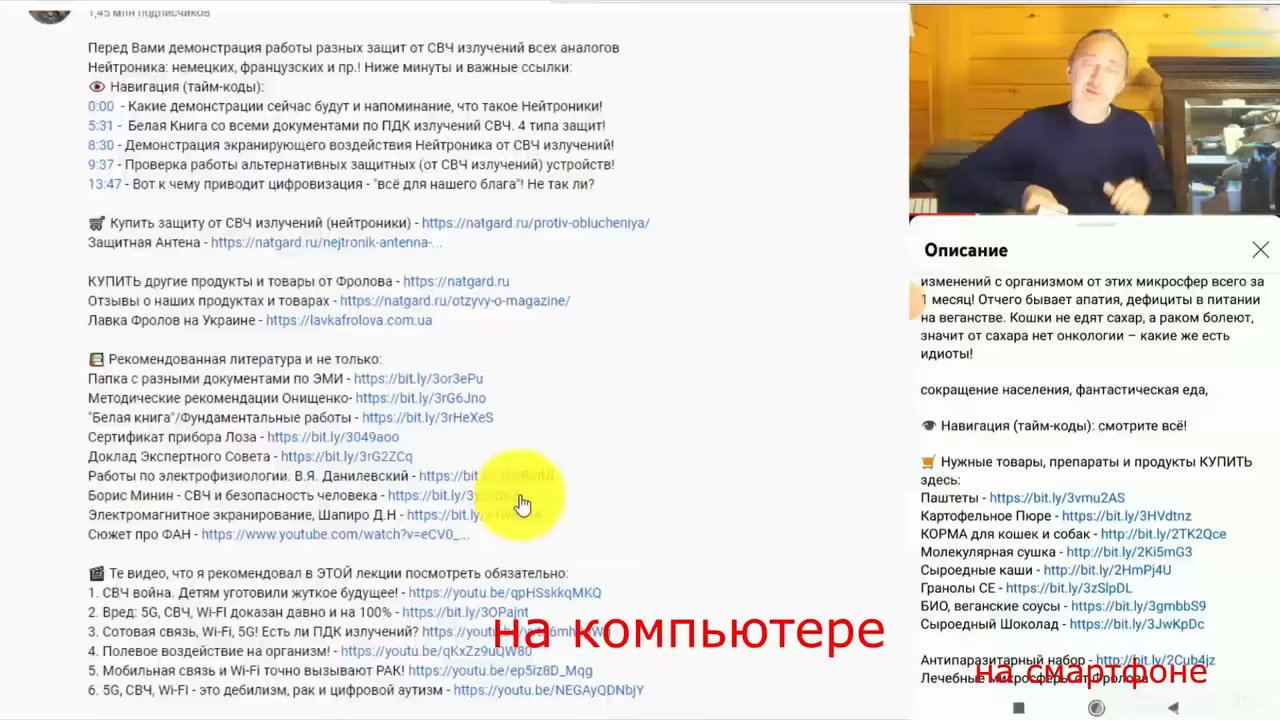 1,45 млн подписчиков
Перед Вами демонстрация работы разных защит от СВЧ излучений всех аналогов
Нейтроника: немецких, французских и пр.! Ниже минуты и важные ссылки:
Навигация (тайм-коды):
0:00 - Какие демонстрации сейчас будут и напоминание, что такое Нейтроники!
5:31 - Белая Книга со всеми документами по ПДК излучений СВЧ. 4 типа защит!
8:30 - Демонстрация экранирующего воздействия Нейтроника от СВЧ излучений!
9:37 - Проверка работы альтернативных защитных (от СВЧ излучений) устройств!
13:47 - Вот к чему приводит цифровизация - "всё для нашего блага"! Не так ли?
Купить защиту от СВЧ излучений (нейтроники) - https://natgard.ru/protiv-oblucheniya/
Защитная Антена - https://natgard.ru/nejtronik-antenna-...
КУПИТЬ другие продукты и товары от Фролова - https://natgard.ru
Отзывы о наших продуктах и товарах - https://natgard.ru/otzyvy-o-magazine/
Лавка Фролов на Украине - https://lavkafrolova.com.ua
Рекомендованная литература и не только:
Папка с разными документами по ЭМИ - https://bit.ly/3or3ePu
Методические рекомендации Онищенко- https://bit.ly/3rG6Jno
"Белая книга"/Фундаментальные работы - https://bit.ly/3rHeXeS
Сертификат прибора Лоза - https://bit.ly/3049aoo
Доклад Экспертного Совета - https://bit.ly/3rG2ZCq
Работы по электрофизиологии. В.Я. Данилевский -
Борис Минин - СВЧ и безопасность человека -
Электромагнитное экранирование, Шапиро Д.Н -
Сюжет про ФАН - https://www.youtube.com/watch?v=eCV0_...
Те видео, что я рекомендовал в ЭТОЙ лекции посмотреть обязательно:
1. СВЧ война. Детям уготовили жуткое будущее! - https://youtu.be/qpHSskkqMKQ
2. Вред: 5G, СВЧ, Wi-FI доказан давно и на 100% - https://bit.ly/3OPajnt
3. Сотовая связь, Wi-Fi, 5G! Есть ли ПДК излучений?
4. Полевое воздействие на организм! - https://youtu.be/qKxZz9uQW80
5. Мобильная связь и Wi-Fi точно вызывают РАК! https://youtu.be/ep5iz8D_Mqg
6. 5G, СВЧ, Wi-FI - это дебилизм, рак и цифровой аутизм - https://youtu.be/NEGAyQDNbjY
на компьютере
Описание
изменений с организмом от этих микросфер всего за
1 месяц! Отчего бывает апатия, дефициты в питании
на веганстве. Кошки не едят сахар, а раком болеют,
значит от сахара нет онкологии – какие же есть
идиоты!
сокращение населения, фантастическая еда,
Навигация (тайм-коды): смотрите всё!
Нужные товары, препараты и продукты КУПИТЬ
здесь:
Паштеты - https://bit.ly/3vmu2AS
Картофельное Пюре - https://bit.ly/3HVdtnz
КОРМА для кошек и собак - http://bit.ly/2TK2Qce
Молекулярная сушка - http://bit.ly/2Ki5mG3
Сыроедные каши - http://bit.ly/2HmPj4U
Гранолы СЕ - https://bit.ly/3zSlpDL
БИО, веганские соусы - https://bit.ly/3gmbbS9
Сыроедный Шоколад - https://bit.ly/3JwKpDc
Антипаразитарный набор - http://bit.ly/2Cub4jz
Лечебные микросферы от Фролова
на смартфоне